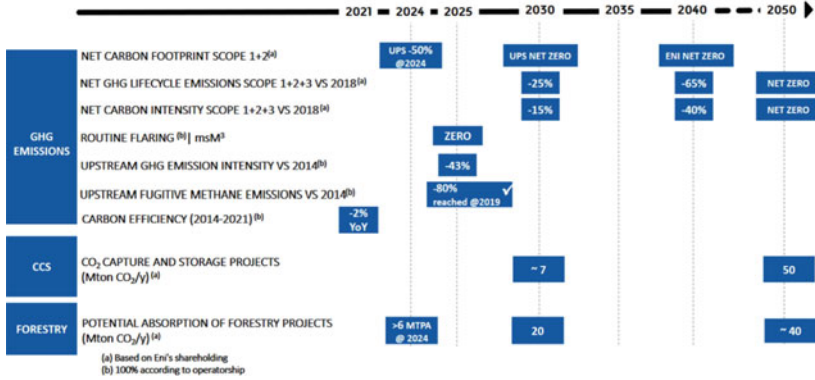 2021 2024 2025 2030 2035 2040 2050
NET CARBON FOOTPRINT SCOPE 1+2(a) UPS -50% UPS NET ZERO ENI NET ZERO
@2024
NET GHG LIFECYCLE EMISSIONS SCOPE 1+2+3 VS 2018(a) -25% -65% NET ZERO
NET CARBON INTENSITY SCOPE 1+2+3 VS 2018(a) -15% -40% NET ZERO
GHG
EMISSIONS
ROUTINE FLARING (b)| msM³ ZERO
UPSTREAM GHG EMISSION INTENSITY VS 2014(b) -43%
UPSTREAM FUGITIVE METHANE EMISSIONS VS 2014(b) -80% ✓
reached @2019
CARBON EFFICIENCY (2014-2021)(b) -2%
YoY
CCS
CO₂ CAPTURE AND STORAGE PROJECTS ~ 7 50
(Mton CO₂/y)(a)
FORESTRY
POTENTIAL ABSORPTION OF FORESTRY PROJECTS >6 MTPA 20 ~ 40
(Mton CO₂/y) (a) @ 2024
(a) Based on Eni's shareholding
(b) 100% according to operatorship